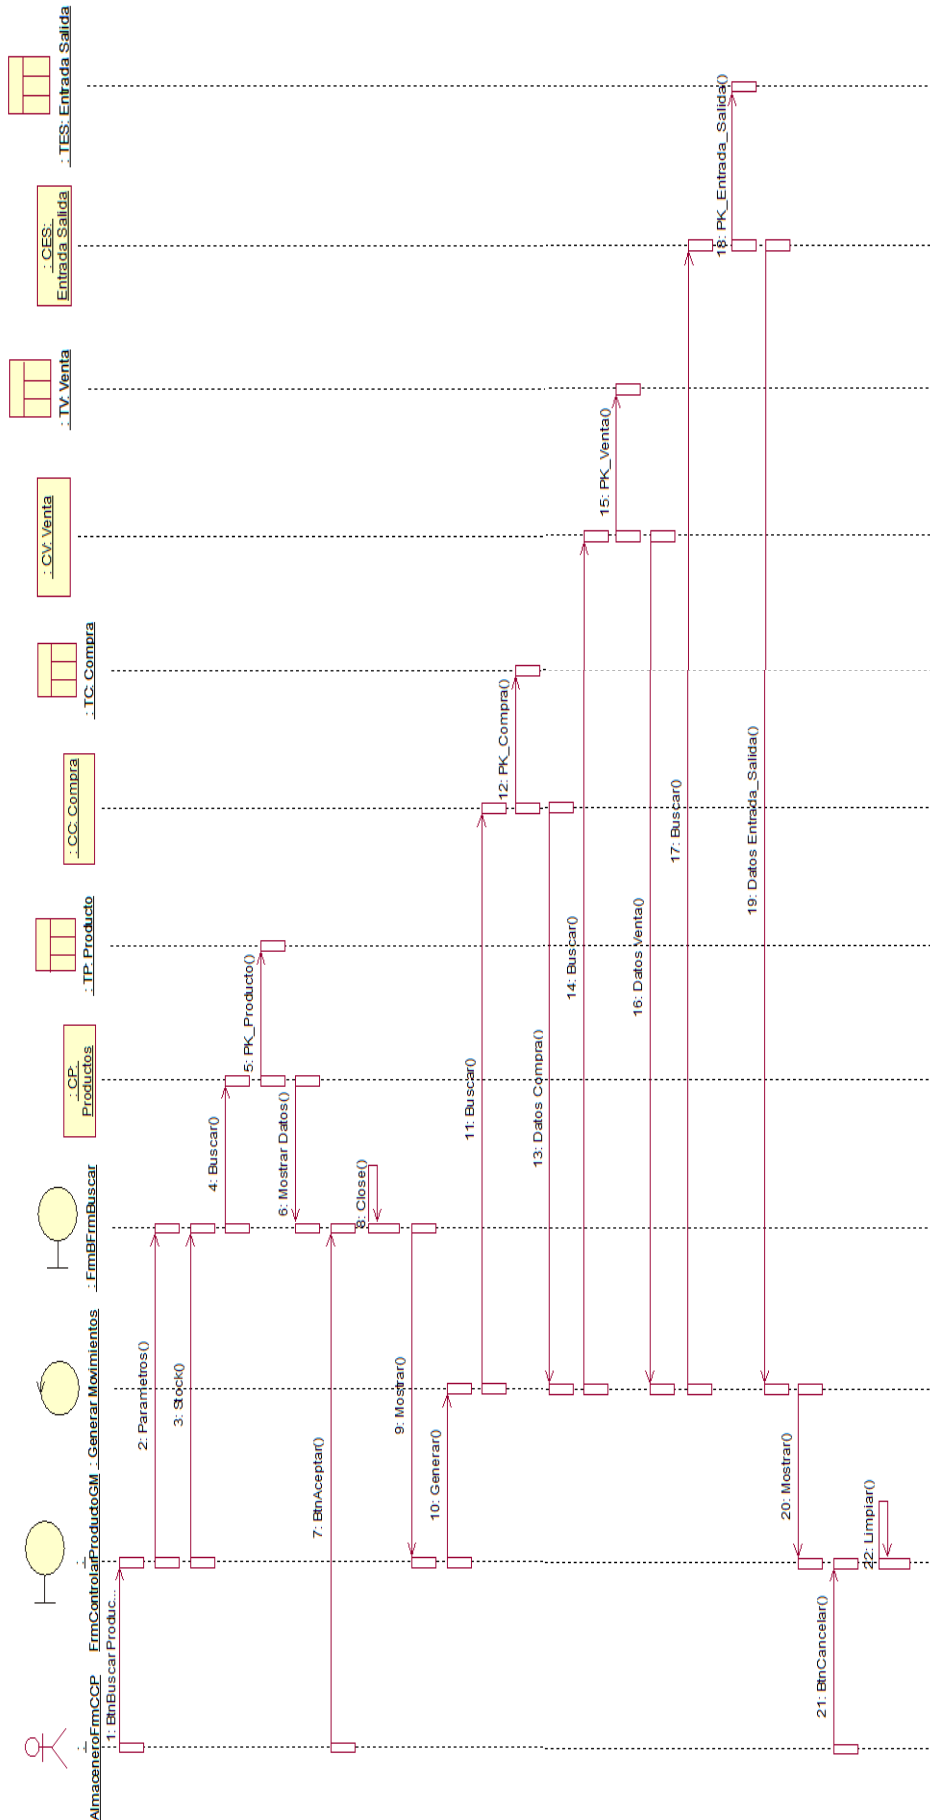 : AlmaceneroFrmCCP
:
FrmControlarProductoGM
: Generar Movimientos
: FrmBFrmBuscar
: CP:
Productos
: TP: Producto
: CC: Compra
: TC: Compra
: CV: Venta
: TV: Venta
: CES:
Entrada Salida
: TES: Entrada Salida
1: BtnBuscar Produc...
2: Parametros()
3: Stock()
4: Buscar()
5: PK_Producto()
6: Mostrar Datos()
7: BtnAceptar()
8: Close()
9: Mostrar()
10: Generar()
11: Buscar()
12: PK_Compra()
13: Datos Compra()
14: Buscar()
15: PK_Venta()
16: Datos Venta()
17: Buscar()
18: PK_Entrada_Salida()
19: Datos Entrada_Salida()
20: Mostrar()
21: BtnCancelar()
22: Limpiar()